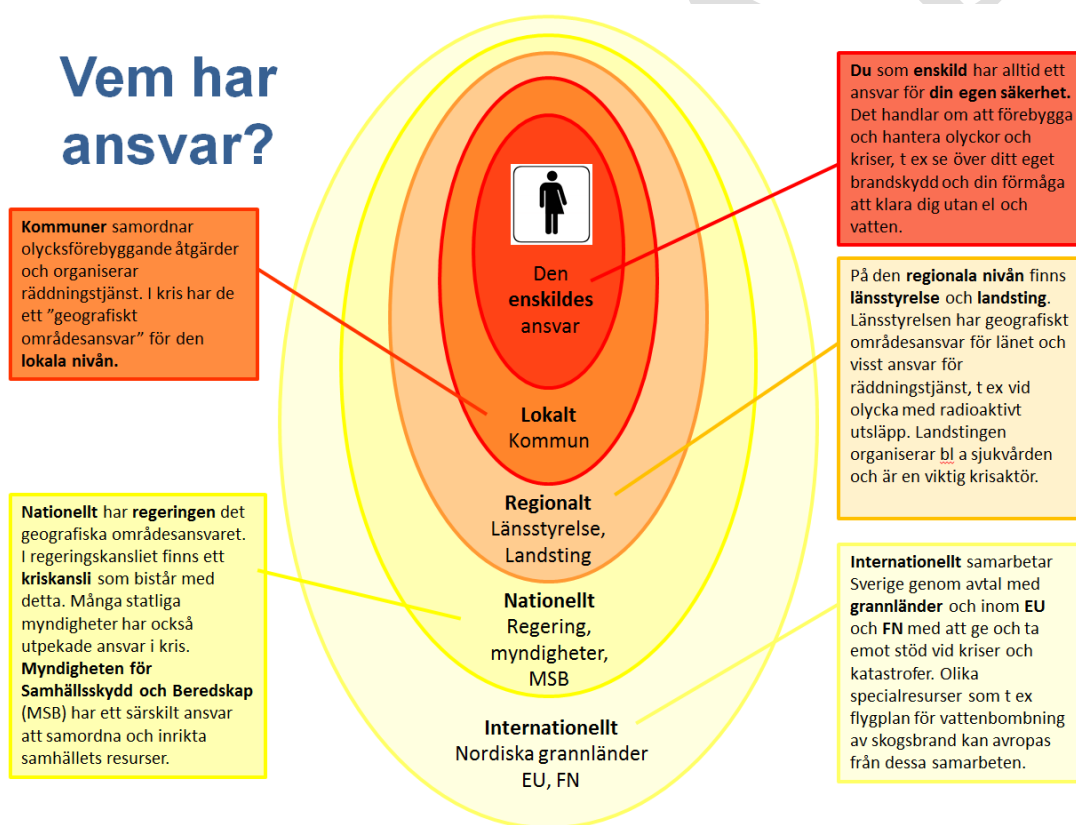 Vem har
ansvar?
Kommuner samordnar
olycksförebyggande åtgärder
och organiserar
räddningstjänst. I kris har de
ett ”geografiskt
områdesansvar” för den
lokala nivån.
Nationellt har regeringen det
geografiska områdesansvaret.
I regeringskansliet finns ett
kriskansli som bistår med
detta. Många statliga
myndigheter har också
utpekade ansvar i kris.
Myndigheten för
Samhällsskydd och Beredskap
(MSB) har ett särskilt ansvar
att samordna och inrikta
samhällets resurser.
Den
enskildes
ansvar
Lokalt
Kommun
Regionalt
Länsstyrelse,
Landsting
Nationellt
Regering,
myndigheter,
MSB
Internationellt
Nordiska grannländer
EU, FN
Du som enskild har alltid ett
ansvar för din egen säkerhet.
Det handlar om att förebygga
och hantera olyckor och
kriser, t ex se över ditt eget
brandskydd och din förmåga
att klara dig utan el och
vatten.
På den regionala nivån finns
länsstyrelse och landsting.
Länsstyrelsen har geografiskt
områdesansvar för länet och
visst ansvar för
räddningstjänst, t ex vid
olycka med radioaktivt
utsläpp. Landstingen
organiserar bl a sjukvården
och är en viktig krisaktör.
Internationellt samarbetar
Sverige genom avtal med
grannländer och inom EU
och FN med att ge och ta
emot stöd vid kriser och
katastrofer. Olika
specialresurser som t ex
flygplan för vattenbombning
av skogsbrand kan avropas
från dessa samarbeten.